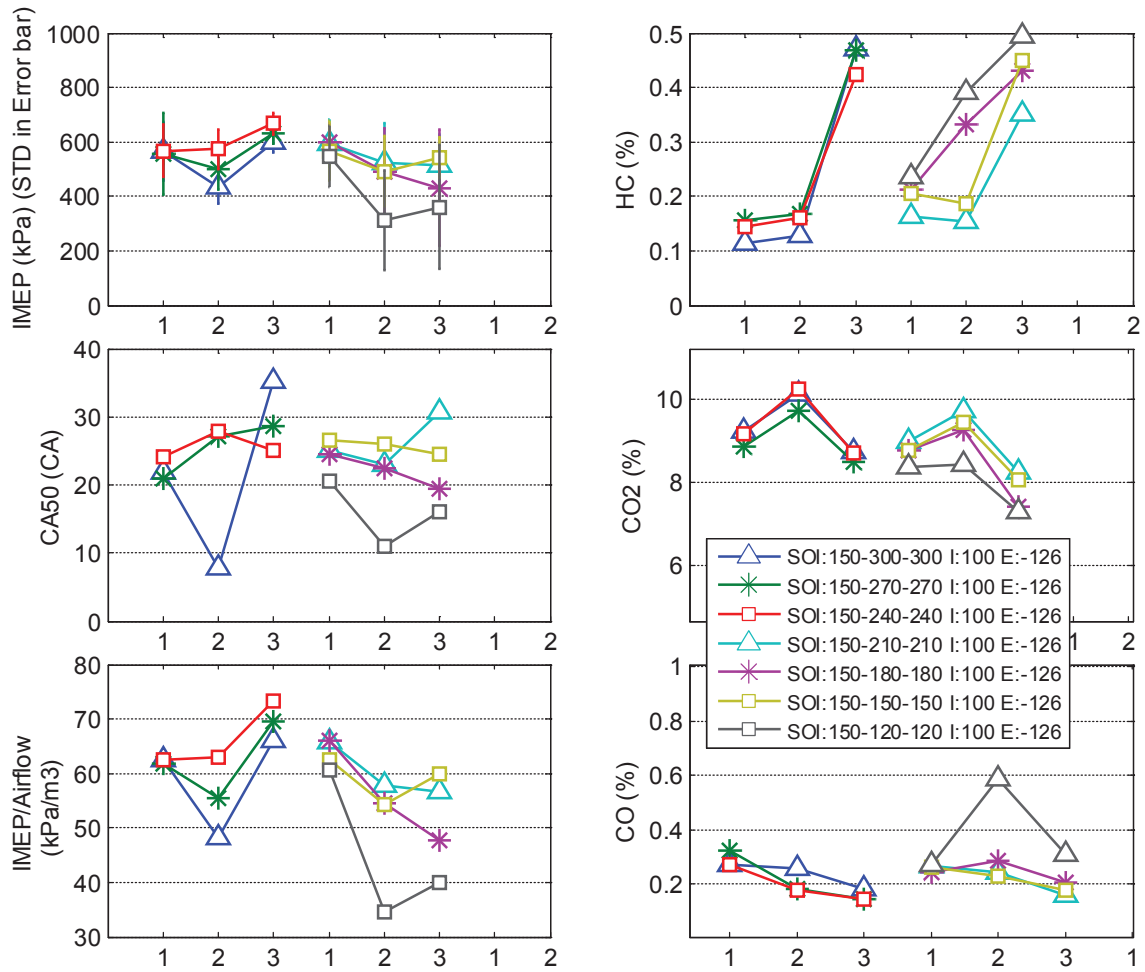 IMEP (kPa) (STD in Error bar)
1000
800
600
400
200
0
1 2 3 1 2 3 1 2
HC (%)
0.5
0.4
0.3
0.2
0.1
0
1 2 3 1 2 3 1 2
CA50 (CA)
40
30
20
10
0
1 2 3 1 2 3 1 2
CO2 (%)
10
8
6
1 2
SOI:150-300-300 I:100 E:-126
SOI:150-270-270 I:100 E:-126
SOI:150-240-240 I:100 E:-126
SOI:150-210-210 I:100 E:-126
SOI:150-180-180 I:100 E:-126
SOI:150-150-150 I:100 E:-126
SOI:150-120-120 I:100 E:-126
IMEP/Airflow
(kPa/m3)
80
70
60
50
40
30
1 2 3 1 2 3 1 2
CO (%)
1
0.8
0.6
0.4
0.2
1 2 3 1 2 3 1